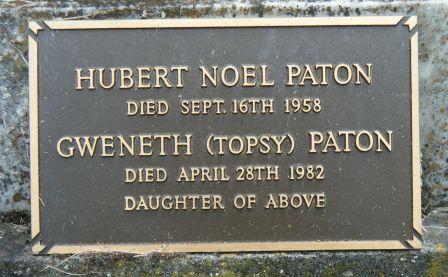 HUBERT NOEL PATON
DIED SEPT. 16TH 1958
GWENETH (TOPSY) PATON
DIED APRIL 28TH 1982
DAUGHTER OF ABOVE